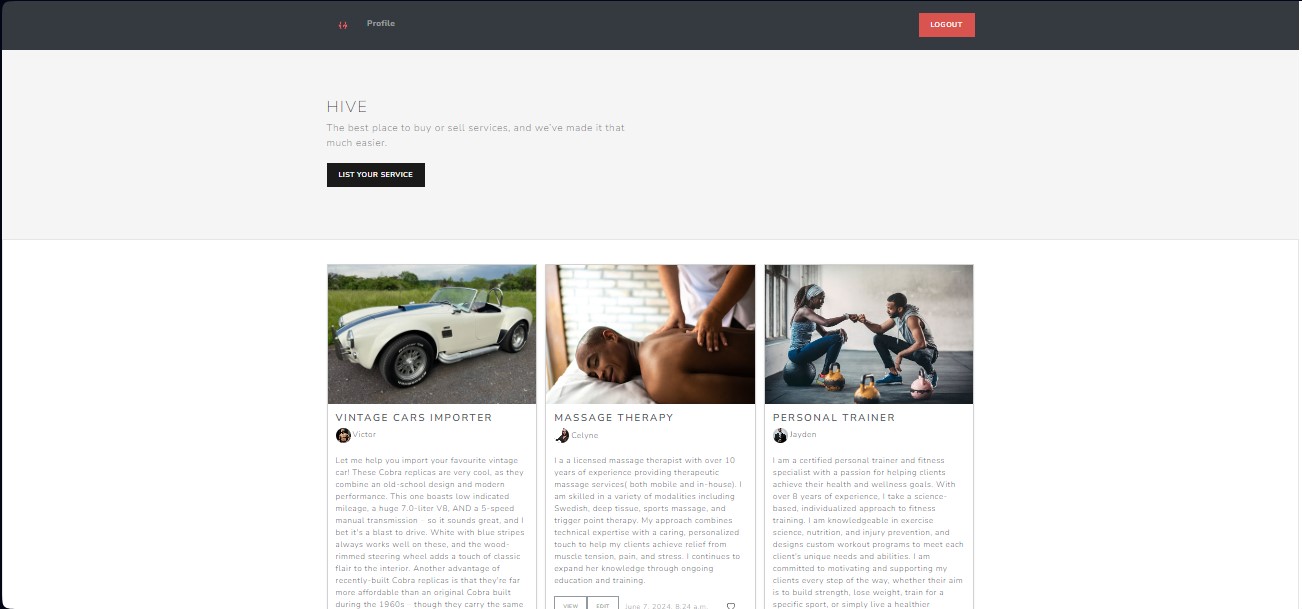 Profile
LOGOUT
HIVE
The best place to buy or sell services, and we've made it that
much easier.
LIST YOUR SERVICE
VINTAGE CARS IMPORTER
Victor
Let me help you import your favourite vintage
car! These Cobra replicas are very cool, as they
combine an old-school design and modern
performance. This one boasts low indicated
mileage, a huge 7.0-liter V8, AND a 5-speed
manual transmission - so it sounds great, and I
bet it's a blast to drive. White with blue stripes
always works well on these, and the wood-
rimmed steering wheel adds a touch of classic
flair to the interior. Another advantage of
recently-built Cobra replicas is that they're far
more affordable than an original Cobra built
during the 1960s - though they carry the same
MASSAGE THERAPY
Celyne
I a a licensed massage therapist with over 10
years of experience providing therapeutic
massage services( both mobile and in-house). I
am skilled in a variety of modalities including
Swedish, deep tissue, sports massage, and
trigger point therapy. My approach combines
technical expertise with a caring, personalized
touch to help my clients achieve relief from
muscle tension, pain, and stress. I continues to
expand her knowledge through ongoing
education and training.
VIEW EDIT June 7, 2024, 8:24 a.m.
PERSONAL TRAINER
Jayden
I am a certified personal trainer and fitness
specialist with a passion for helping clients
achieve their health and wellness goals. With
over 8 years of experience, I take a science-
based, individualized approach to fitness
training. I am knowledgeable in exercise
science, nutrition, and injury prevention, and
designs custom workout programs to meet each
client's unique needs and abilities. I am
committed to motivating and supporting my
clients every step of the way, whether their aim
is to build strength, lose weight, train for a
specific sport, or simply live a healthier